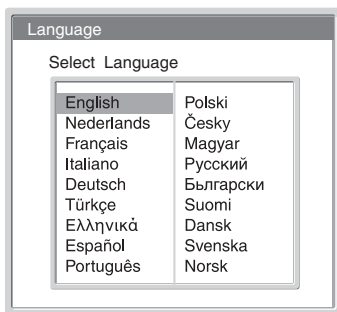 Language
Select Language
English
Nederlands
Français
Italiano
Deutsch
Türkçe
Ελληνικά
Español
Português
Polski
Česky
Magyar
Русский
Бьлгарски
Suomi
Dansk
Svenska
Norsk